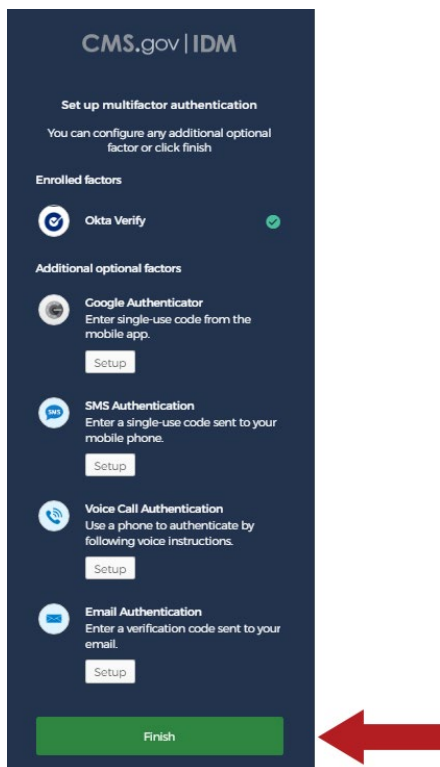 CMS.gov|IDM
Set up multifactor authentication
You can configure any additional optional
factor or click finish
Enrolled factors
Okta Verify
Additional optional factors
Google Authenticator
Enter single-use code from the
mobile app.
Setup
SMS
SMS Authentication
Enter a single-use code sent to your
mobile phone.
Setup
Voice Call Authentication
Use a phone to authenticate by
following voice instructions.
Setup
Email Authentication
Enter a verification code sent to your
email.
Setup
Finish